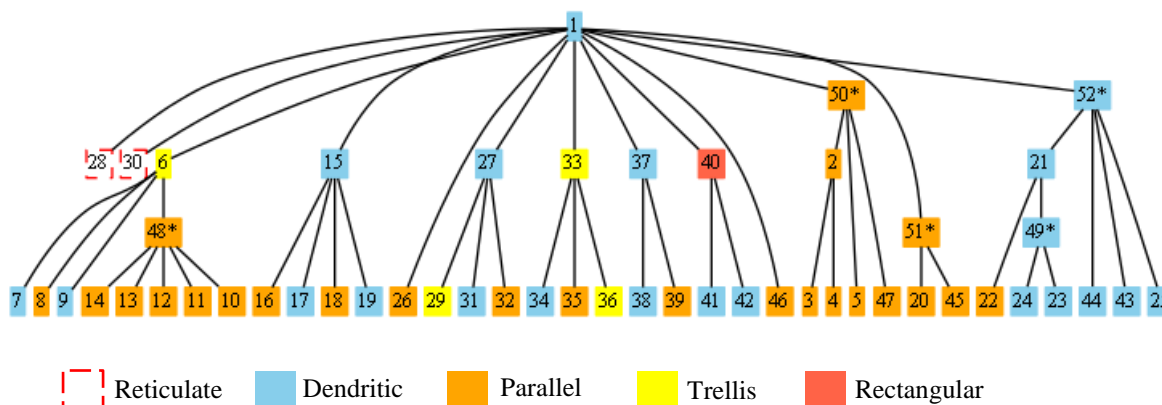 1
50* 52*
28 30 6 15 27 33 37 40 2 21
48* 51* 49*
7 8 9 14 13 12 11 10 16 17 18 19 26 29 31 32 34 35 36 38 39 41 42 46 3 4 5 47 20 45 22 24 23 44 43
Reticulate Dendritic Parallel Trellis Rectangular